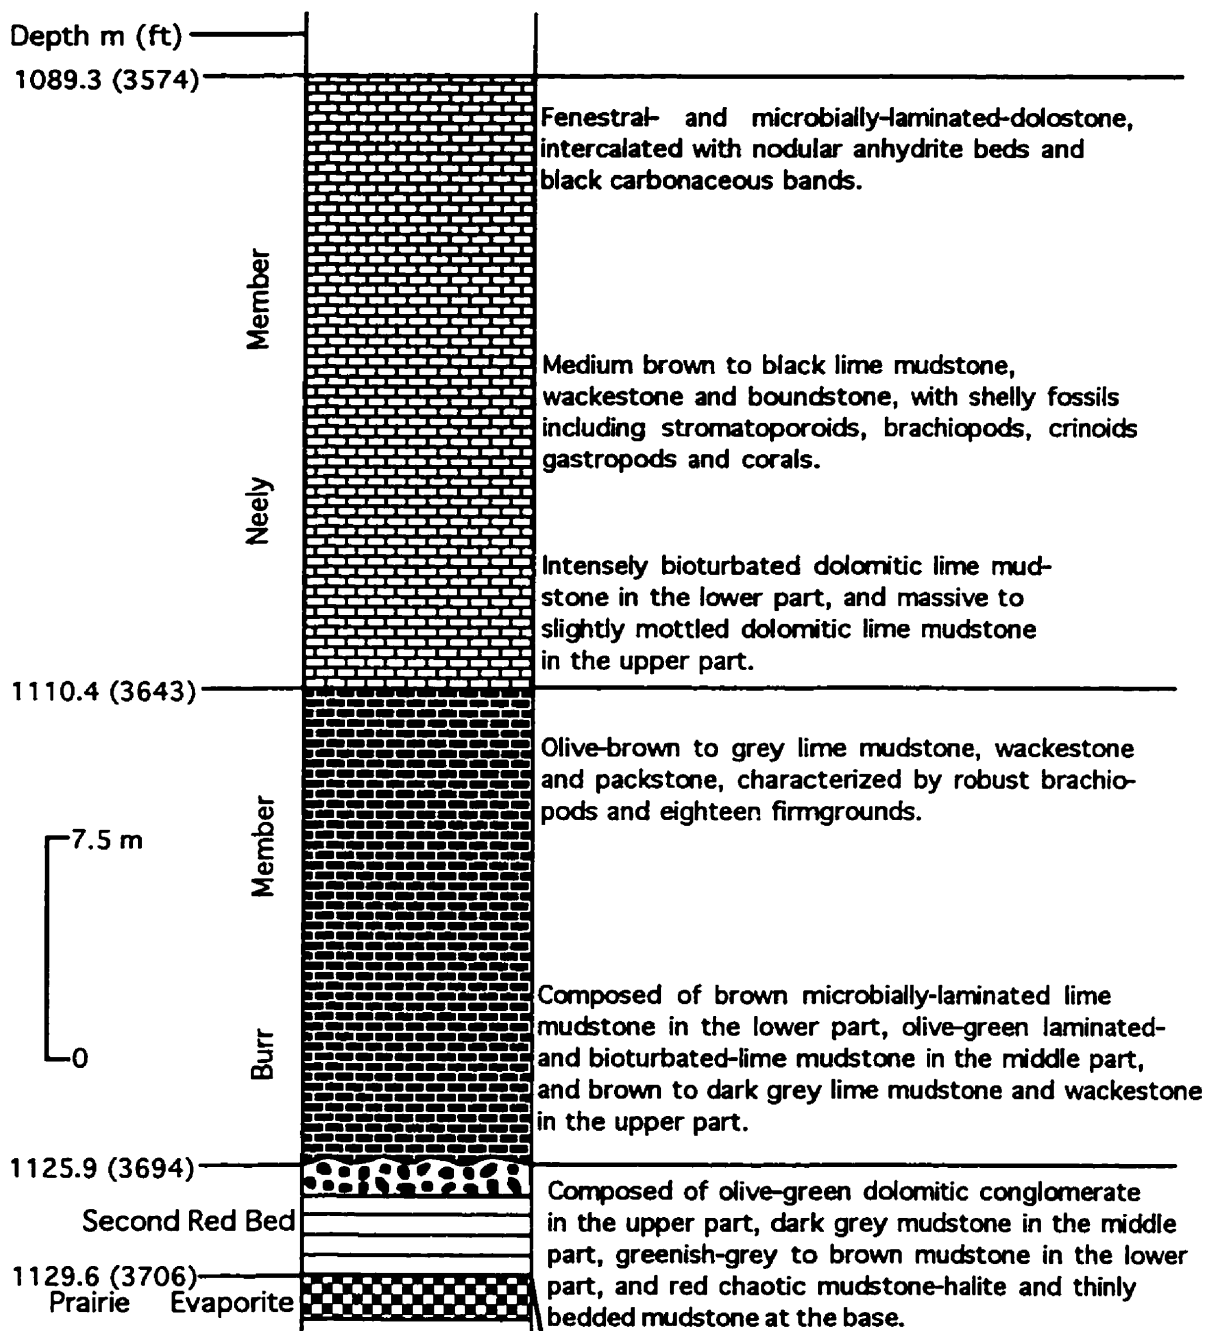 Depth m (ft)
1089.3 (3574)
Fenestral- and microbially-laminated-dolostone,
intercalated with nodular anhydrite beds and
black carbonaceous bands.
Member
Medium brown to black lime mudstone,
wackestone and boundstone, with shelly fossils
including stromatoporoids, brachiopods, crinoids
gastropods and corals.
Neely
Intensely bioturbated dolomitic lime mud-
stone in the lower part, and massive to
slightly mottled dolomitic lime mudstone
in the upper part.
1110.4 (3643)
Olive-brown to grey lime mudstone, wackestone
and packstone, characterized by robust brachio-
pods and eighteen firmgrounds.
Member
7.5 m
0
Burr
Composed of brown microbially-laminated lime
mudstone in the lower part, olive-green laminated-
and bioturbated-lime mudstone in the middle part,
and brown to dark grey lime mudstone and wackestone
in the upper part.
1125.9 (3694)
Second Red Bed
Composed of olive-green dolomitic conglomerate
in the upper part, dark grey mudstone in the middle
part, greenish-grey to brown mudstone in the lower
part, and red chaotic mudstone-halite and thinly
bedded mudstone at the base.
1129.6 (3706)
Prairie Evaporite